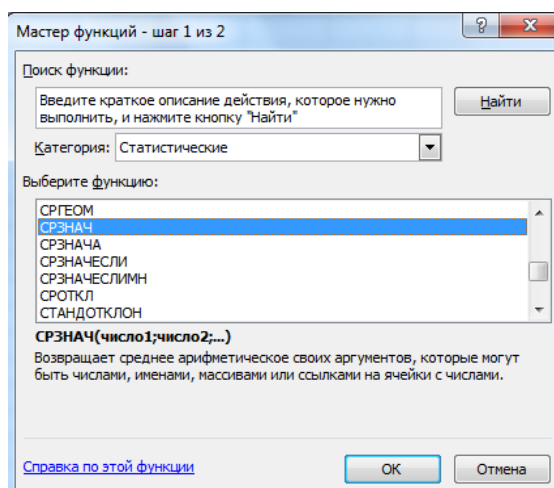 Мастер функций - шаг 1 из 2
Поиск функции:
Введите краткое описание действия, которое нужно
выполнить, и нажмите кнопку "Найти"
Найти
Категория: Статистические
Выберите функцию:
СРГЕОМ
СРЗНАЧ
СРЗНАЧА
СРЗНАЧЕСЛИ
СРЗНАЧЕСЛИМН
СРОТКЛ
СТАНДОТКЛОН
СРЗНАЧ(число1;число2;...)
Возвращает среднее арифметическое своих аргументов, которые могут
быть числами, именами, массивами или ссылками на ячейки с числами.
Справка по этой функции
ОК
Отмена